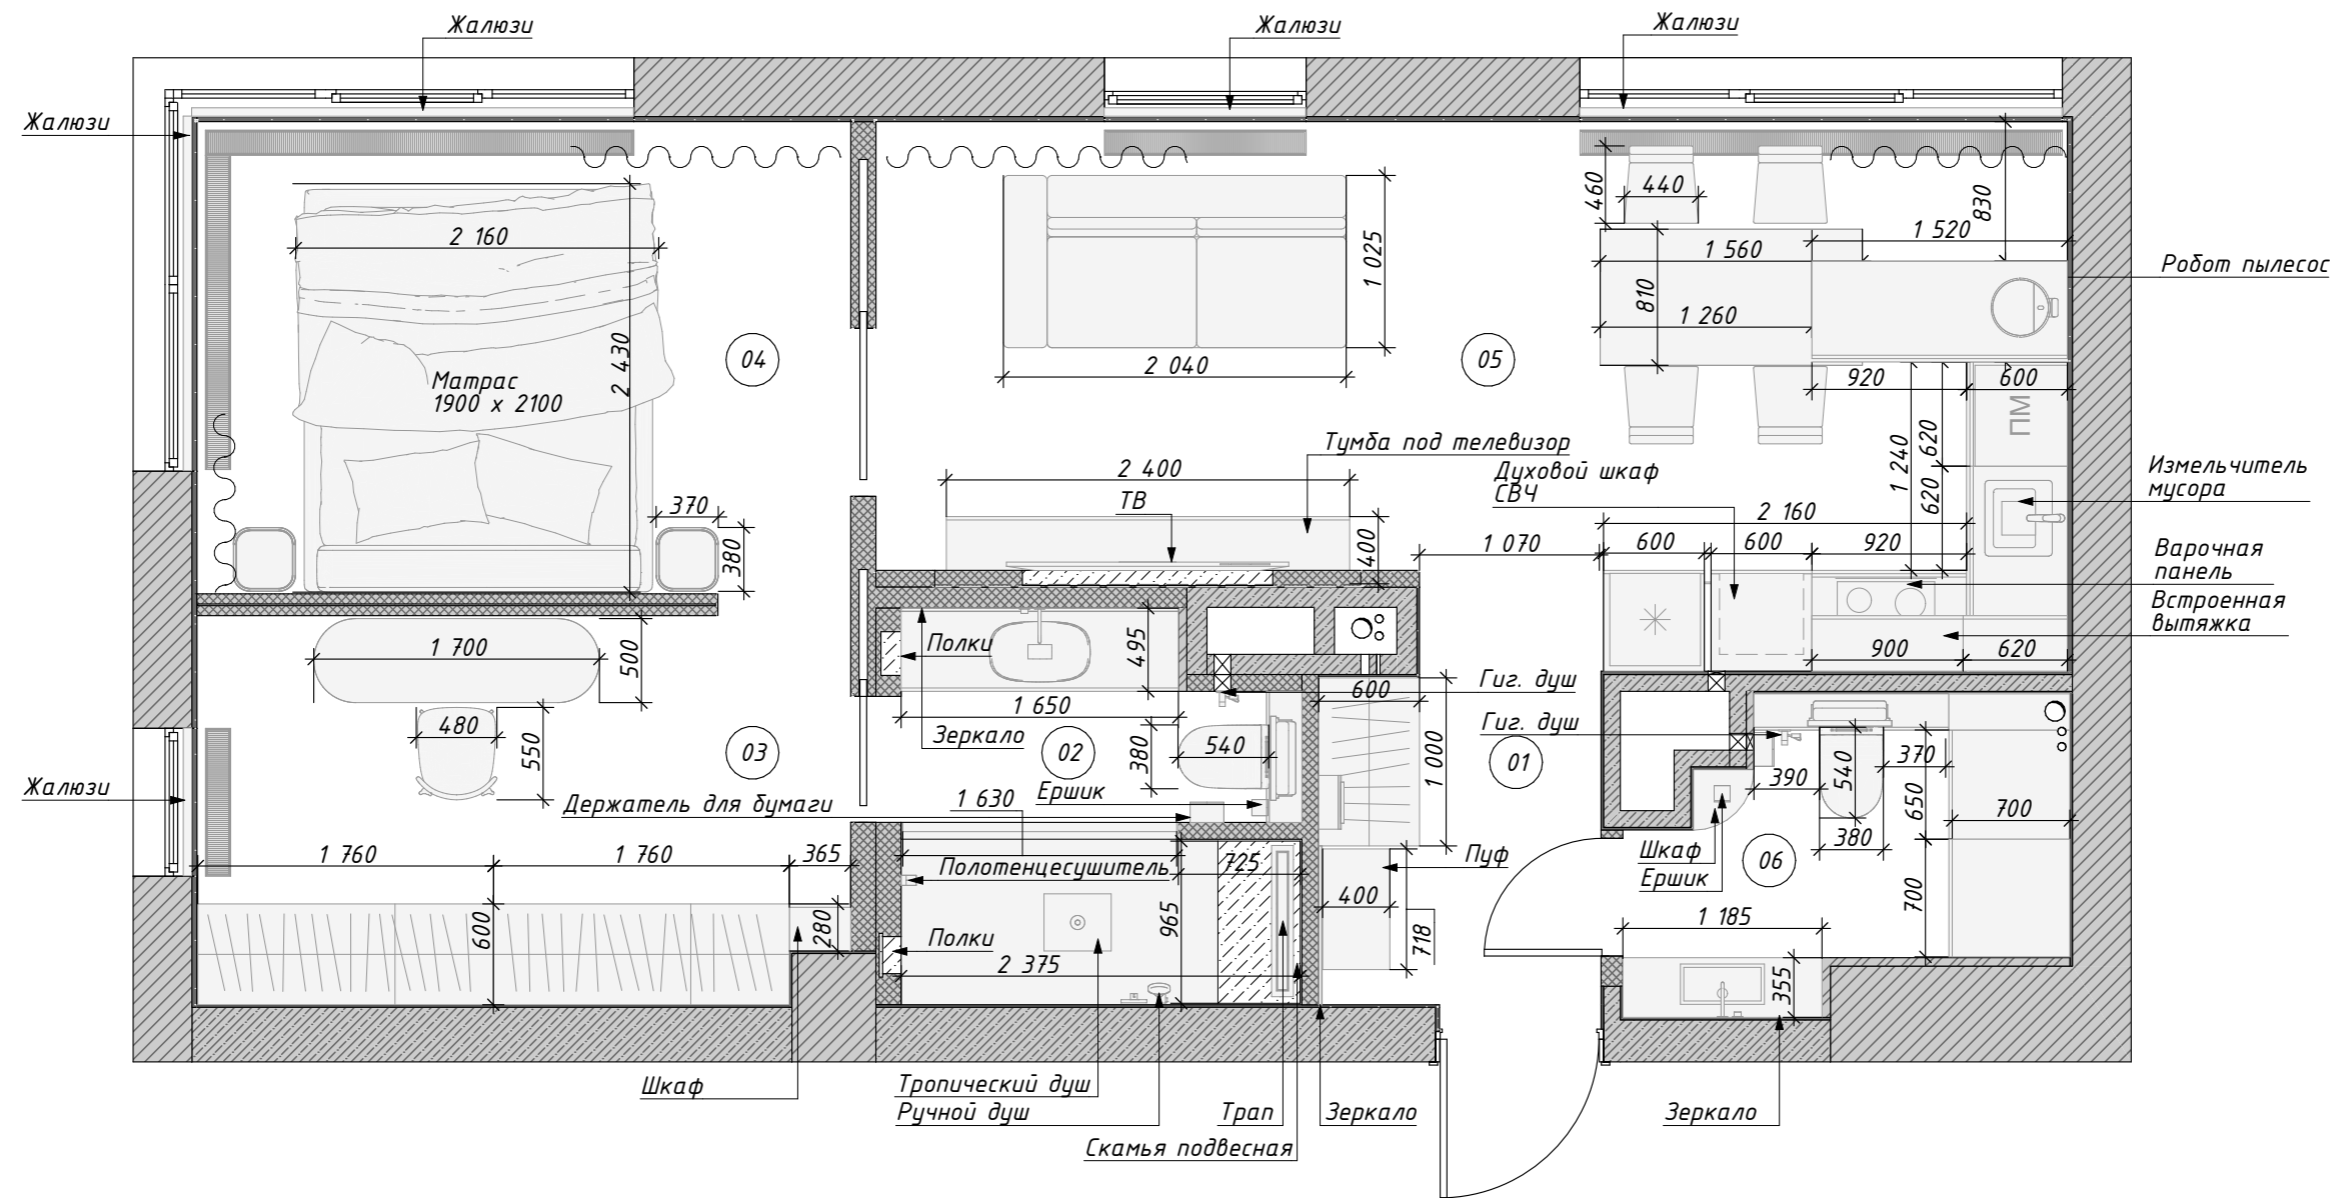 Жалюзи
Жалюзи
Жалюзи
Жалюзи
460
440
830
2 160
1 025
1 560
1 520
Робот пылесос
810
1 260
2 430
04
05
2 040
920
600
Матрас
1900 x 2100
ПМ
Тумба под телевизор
Духовой шкаф
СВЧ
1 240
620
620
Измельчитель
мусора
2 400
ТВ
370
380
400
2 160
1 070
600
600
920
Варочная
панель
Встроенная
вытяжка
1 700
500
Полки
495
900
620
Гиг. душ
600
1 650
480
550
Зеркало
03
02
380
540
1 000
Гиг. душ
01
540
370
390
650
700
Жалюзи
Держатель для бумаги
Ершик
1 630
380
1 760
1 760
365
Полотенцесушитель
725
Пуф
Шкаф
Ершик
06
400
965
718
700
600
280
Полки
2 375
1 185
355
Шкаф
Тропический душ
Ручной душ
Трап
Зеркало
Зеркало
Скамья подвесная